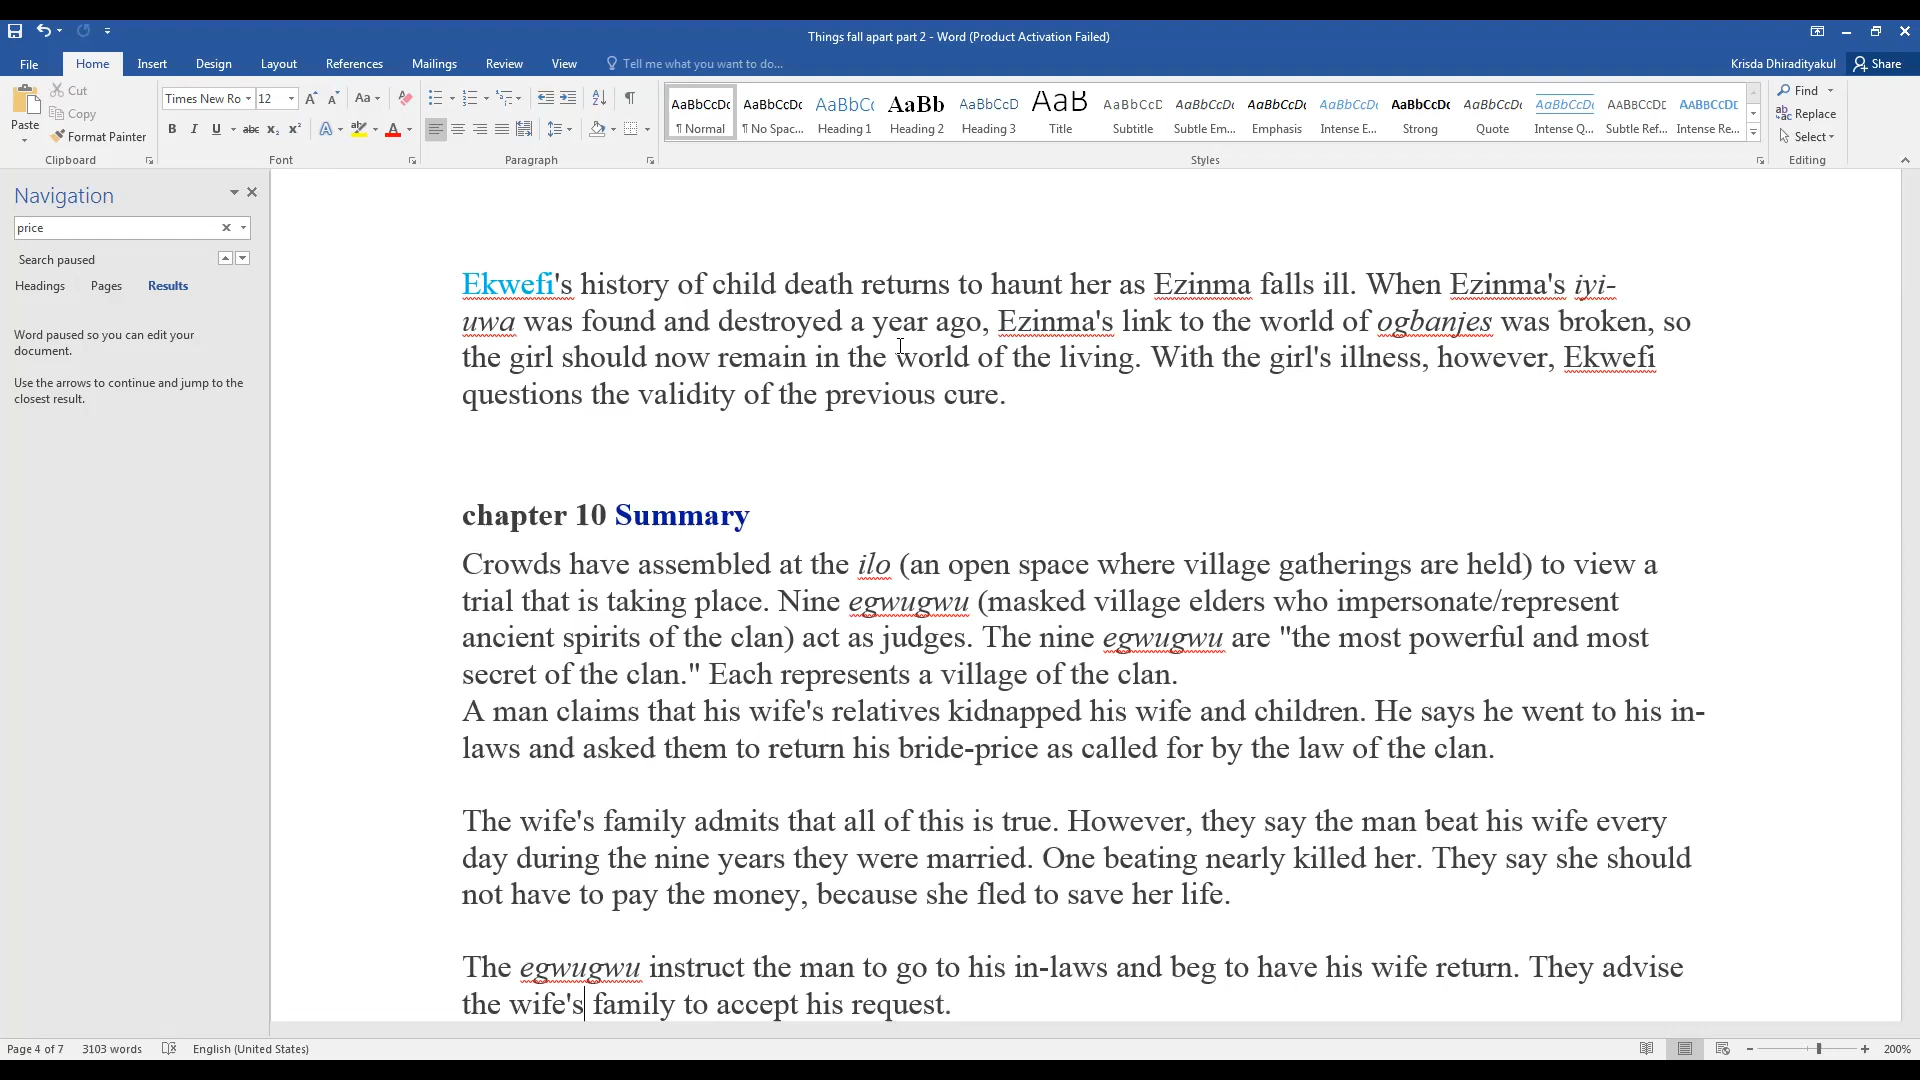 Things fall apart part 2 - Word (Product Activation Failed)
File Home Insert Design Layout References Mailings Review View Tell me what you want to do... Krisda Dhiradityakul Share
Paste Cut Copy Format Painter Clipboard
Times New Ro 12 Font
Paragraph
AaBbCcDc ¶ Normal
AaBbCcDc ¶ No Spac...
AaBbCc Heading 1
AaBb Heading 2
AaBbCcD Heading 3
AaB Title
AaBbCcD Subtitle
AaBbCcDc Subtle Em...
AaBbCcDc Emphasis
AaBbCcDc Intense E...
AaBbCcDc Strong
AaBbCcDc Quote
AaBbCcDc Intense Q...
AaBbCcDc Subtle Ref...
AaBbCcDc Intense Re...
Styles
Find
Replace
Select
Editing
Navigation
price
Search paused
Headings Pages Results
Word paused so you can edit your
document.
Use the arrows to continue and jump to the
closest result.
Ekwefi's history of child death returns to haunt her as Ezinma falls ill. When Ezinma's iyi-
uwa was found and destroyed a year ago, Ezinma's link to the world of ogbanjes was broken, so
the girl should now remain in the world of the living. With the girl's illness, however, Ekwefi
questions the validity of the previous cure.
chapter 10 Summary
Crowds have assembled at the ilo (an open space where village gatherings are held) to view a
trial that is taking place. Nine egwugwu (masked village elders who impersonate/represent
ancient spirits of the clan) act as judges. The nine egwugwu are "the most powerful and most
secret of the clan." Each represents a village of the clan.
A man claims that his wife's relatives kidnapped his wife and children. He says he went to his in-
laws and asked them to return his bride-price as called for by the law of the clan.
The wife's family admits that all of this is true. However, they say the man beat his wife every
day during the nine years they were married. One beating nearly killed her. They say she should
not have to pay the money, because she fled to save her life.
The egwugwu instruct the man to go to his in-laws and beg to have his wife return. They advise
the wife's family to accept his request.
Page 4 of 7 3103 words English (United States) 200%